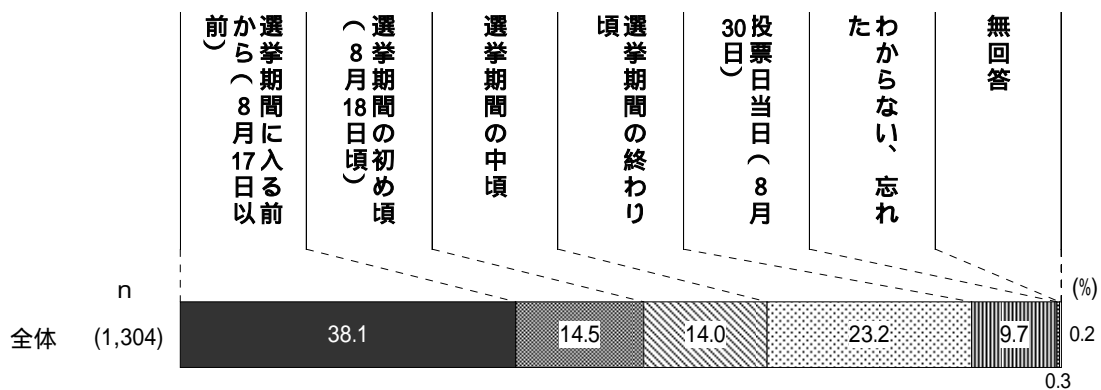 選挙期間に入る前
から(8月17日以
前)
選挙期間の初め頃
(8月18日頃)
選挙期間の中頃
選挙期間の終わり
頃
投票日当日(8月
30日)
わからない、忘れ
た
無回答
n
(%)
全体 (1,304) 38.1 14.5 14.0 23.2 9.7 0.2
0.3